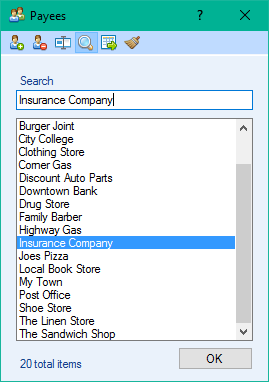 Payees
?
Search
Insurance Company
Burger Joint
City College
Clothing Store
Corner Gas
Discount Auto Parts
Downtown Bank
Drug Store
Family Barber
Highway Gas
Insurance Company
Joes Pizza
Local Book Store
My Town
Post Office
Shoe Store
The Linen Store
The Sandwich Shop
20 total items
OK